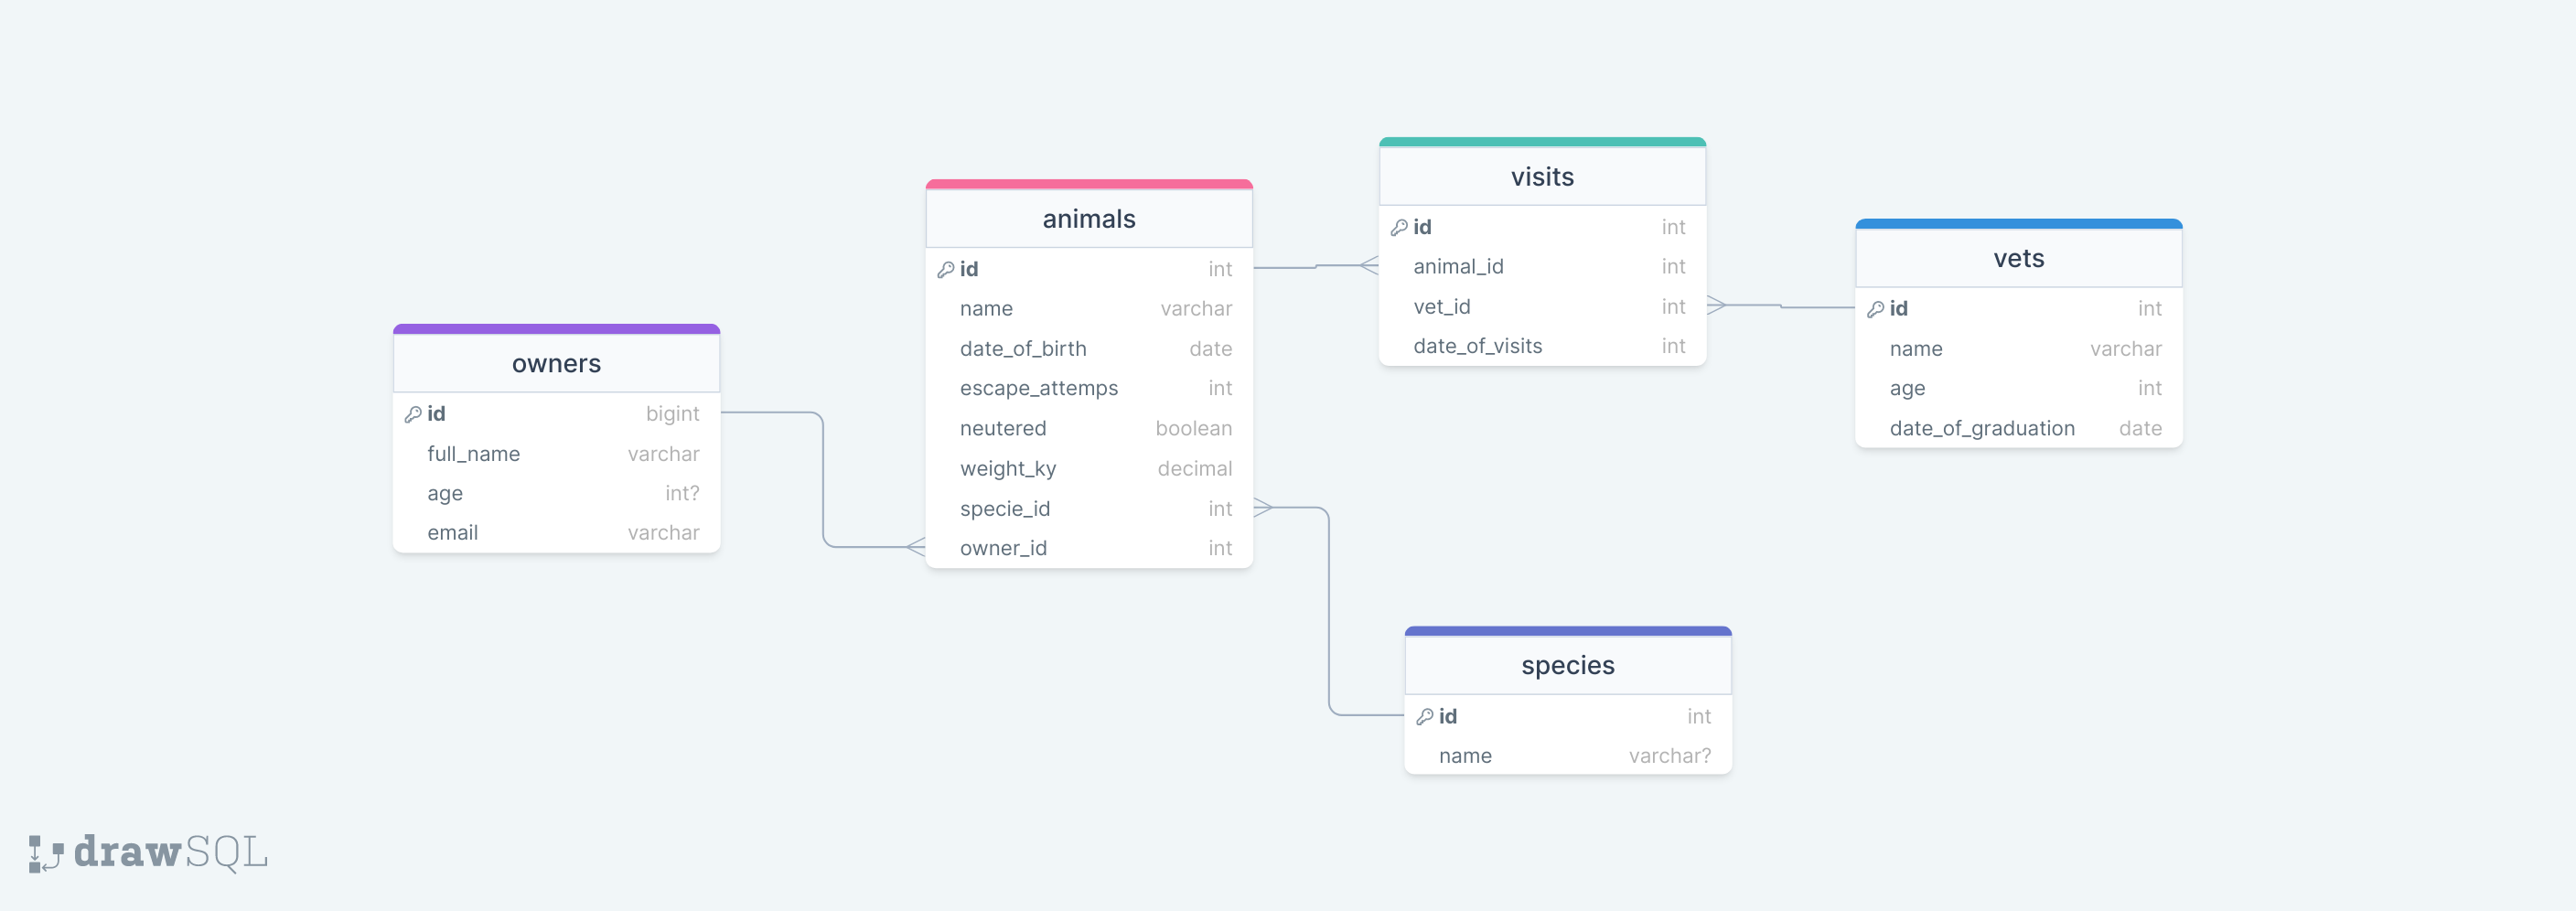 owners
id bigint
full_name varchar
age int?
email varchar
animals
id int
name varchar
date_of_birth date
escape_attemps int
neutered boolean
weight_ky decimal
specie_id int
owner_id int
visits
id int
animal_id int
vet_id int
date_of_visits int
vets
id int
name varchar
age int
date_of_graduation date
species
id int
name varchar?
drawSQL